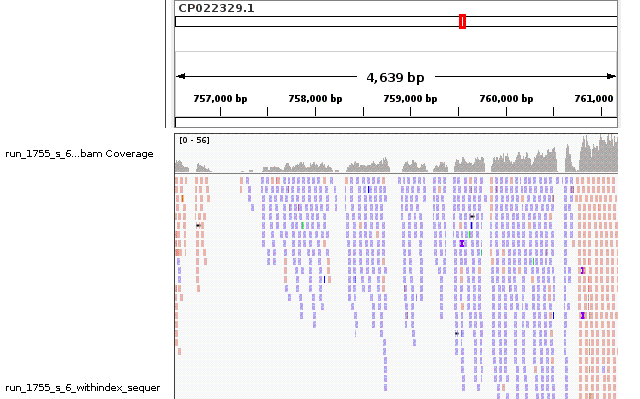 CP022329.1
4,639 bp
757,000 bp 758,000 bp 759,000 bp 760,000 bp 761,000
[0 - 56]
run_1755_s_6...bam Coverage
run_1755_s_6_withindex_sequer